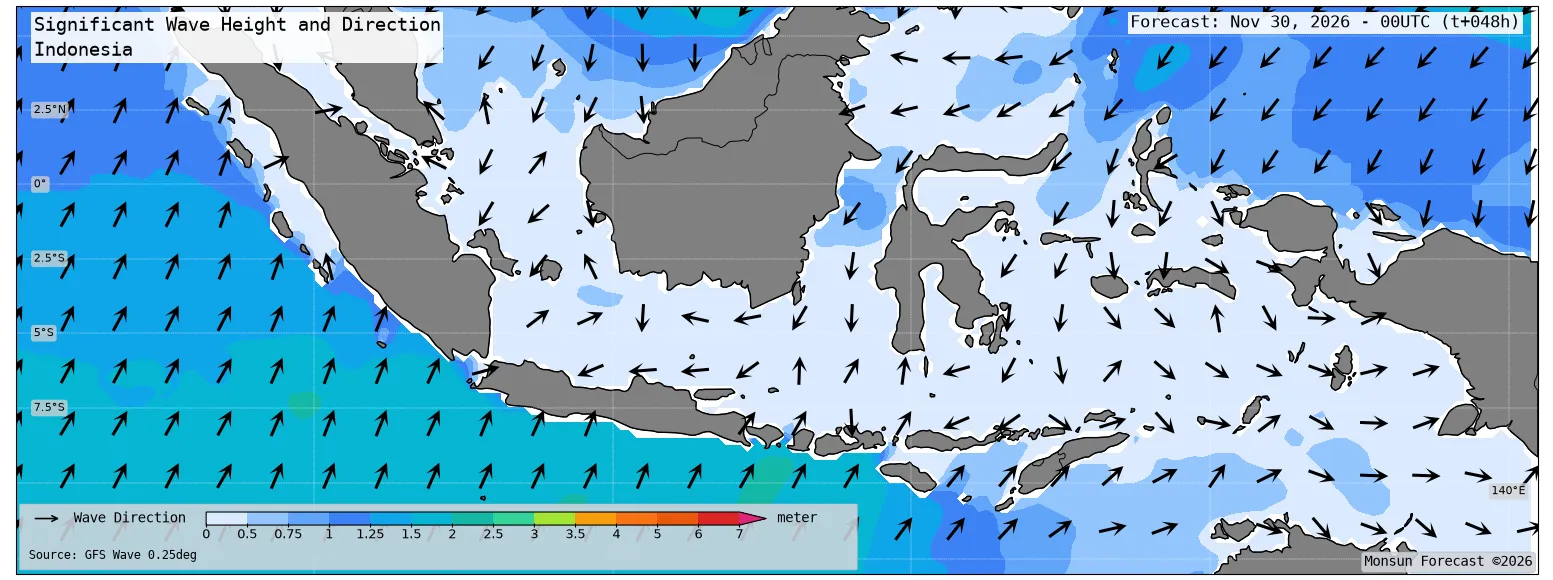 Significant Wave Height and Direction
Indonesia
Forecast: Nov 30, 2026 - 00UTC (t+048h)
2.5°N
0°
2.5°S
5°S
7.5°S
140°E
Wave Direction
meter
0 0.5 0.75 1 1.25 1.5 2 2.5 3 3.5 4 5 6 7
Source: GFS Wave 0.25deg
Monsun Forecast ©2026